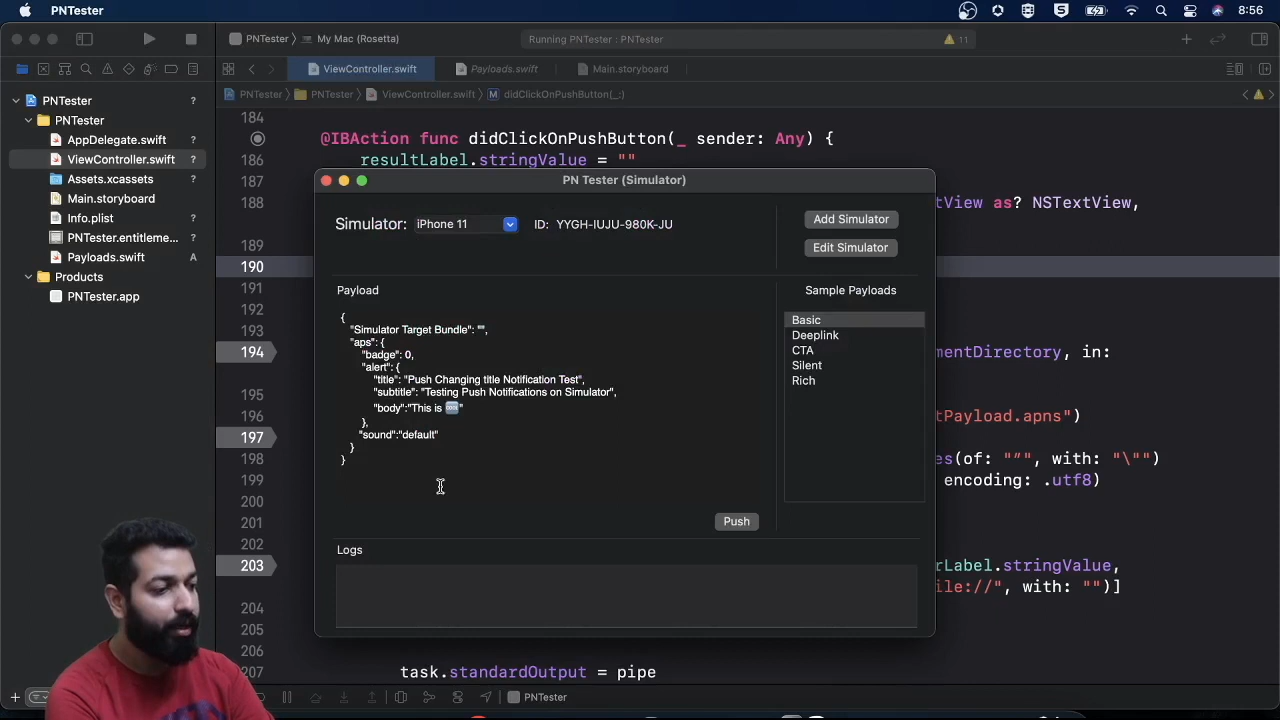 PNTester
8:56
PNTester
My Mac (Rosetta)
Running PNTester : PNTester
11
ViewController.swift
Payloads.swift
Main.storyboard
PNTester
PNTester
ViewController.swift
M
didClickOnPushButton(_:)
PNTester
?
PNTester
AppDelegate.swift
?
ViewController.swift
?
Assets.xcassets
?
Main.storyboard
?
Info.plist
?
PNTester.entitleme...
?
Payloads.swift
A
Products
PNTester.app
184
@IBAction func didClickOnPushButton(_ sender: Any) {
186
resultLabel.stringValue = ""
187
188
tView as? NSTextView,
189
190
191
192
193
194
mentDirectory, in:
195
196
tPayload.apns")
197
198
es(of: "“", with: "\"")
199
encoding: .utf8)
200
201
202
203
rLabel.stringValue,
ile://", with: "")]
204
205
206
207
task.standardOutput = pipe
PN Tester (Simulator)
Simulator:
iPhone 11
ID:
YYGH-IUJU-980K-JU
Add Simulator
Edit Simulator
Payload
{
"Simulator Target Bundle": "",
"aps": {
"badge": 0,
"alert": {
"title": "Push Changing title Notification Test",
"subtitle": "Testing Push Notifications on Simulator",
"body":"This is 🆒"
},
"sound":"default"
}
}
Sample Payloads
Basic
Deeplink
CTA
Silent
Rich
Push
Logs
PNTester